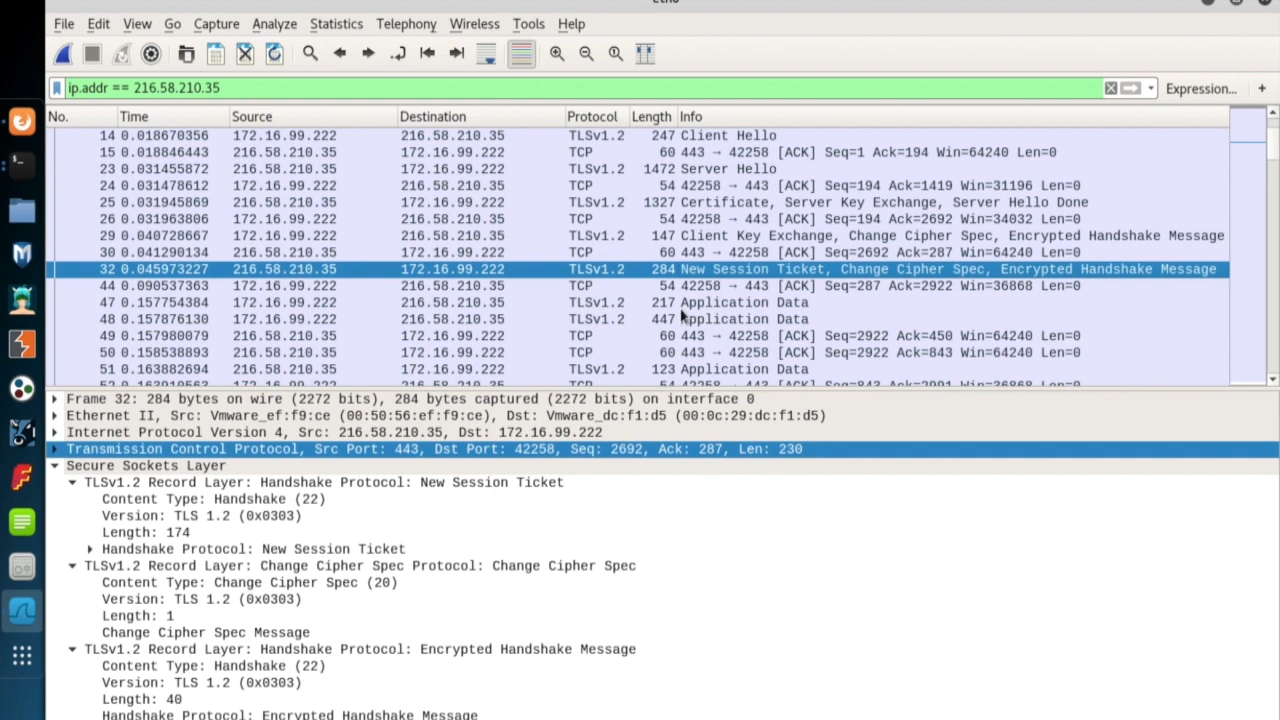 File Edit View Go Capture Analyze Statistics Telephony Wireless Tools Help
ip.addr == 216.58.210.35 Expression... +
No. Time Source Destination Protocol Length Info
14 0.018670356 172.16.99.222 216.58.210.35 TLSv1.2 247 Client Hello
15 0.018846443 216.58.210.35 172.16.99.222 TCP 60 443 → 42258 [ACK] Seq=1 Ack=194 Win=64240 Len=0
23 0.031455872 216.58.210.35 172.16.99.222 TLSv1.2 1472 Server Hello
24 0.031478612 172.16.99.222 216.58.210.35 TCP 54 42258 → 443 [ACK] Seq=194 Ack=1419 Win=31196 Len=0
25 0.031945869 216.58.210.35 172.16.99.222 TLSv1.2 1327 Certificate, Server Key Exchange, Server Hello Done
26 0.031963806 172.16.99.222 216.58.210.35 TCP 54 42258 → 443 [ACK] Seq=194 Ack=2692 Win=34032 Len=0
29 0.040728667 172.16.99.222 216.58.210.35 TLSv1.2 147 Client Key Exchange, Change Cipher Spec, Encrypted Handshake Message
30 0.041290134 216.58.210.35 172.16.99.222 TCP 60 443 → 42258 [ACK] Seq=2692 Ack=287 Win=64240 Len=0
32 0.045973227 216.58.210.35 172.16.99.222 TLSv1.2 284 New Session Ticket, Change Cipher Spec, Encrypted Handshake Message
44 0.090537363 172.16.99.222 216.58.210.35 TCP 54 42258 → 443 [ACK] Seq=287 Ack=2922 Win=36868 Len=0
47 0.157754384 172.16.99.222 216.58.210.35 TLSv1.2 217 Application Data
48 0.157876130 172.16.99.222 216.58.210.35 TLSv1.2 447 Application Data
49 0.157980079 216.58.210.35 172.16.99.222 TCP 60 443 → 42258 [ACK] Seq=2922 Ack=450 Win=64240 Len=0
50 0.158538893 216.58.210.35 172.16.99.222 TCP 60 443 → 42258 [ACK] Seq=2922 Ack=843 Win=64240 Len=0
51 0.163882694 216.58.210.35 172.16.99.222 TLSv1.2 123 Application Data
Frame 32: 284 bytes on wire (2272 bits), 284 bytes captured (2272 bits) on interface 0
Ethernet II, Src: Vmware_ef:f9:ce (00:50:56:ef:f9:ce), Dst: Vmware_dc:f1:d5 (00:0c:29:dc:f1:d5)
Internet Protocol Version 4, Src: 216.58.210.35, Dst: 172.16.99.222
Transmission Control Protocol, Src Port: 443, Dst Port: 42258, Seq: 2692, Ack: 287, Len: 230
Secure Sockets Layer
TLSv1.2 Record Layer: Handshake Protocol: New Session Ticket
Content Type: Handshake (22)
Version: TLS 1.2 (0x0303)
Length: 174
Handshake Protocol: New Session Ticket
TLSv1.2 Record Layer: Change Cipher Spec Protocol: Change Cipher Spec
Content Type: Change Cipher Spec (20)
Version: TLS 1.2 (0x0303)
Length: 1
Change Cipher Spec Message
TLSv1.2 Record Layer: Handshake Protocol: Encrypted Handshake Message
Content Type: Handshake (22)
Version: TLS 1.2 (0x0303)
Length: 40
Handshake Protocol: Encrypted Handshake Message